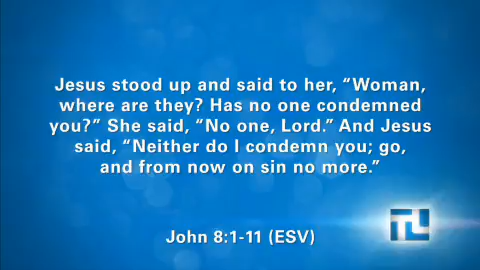 Jesus stood up and said to her, “Woman,
where are they? Has no one condemned
you?” She said, “No one, Lord.” And Jesus
said, “Neither do I condemn you; go,
and from now on sin no more.”
John 8:1-11 (ESV)